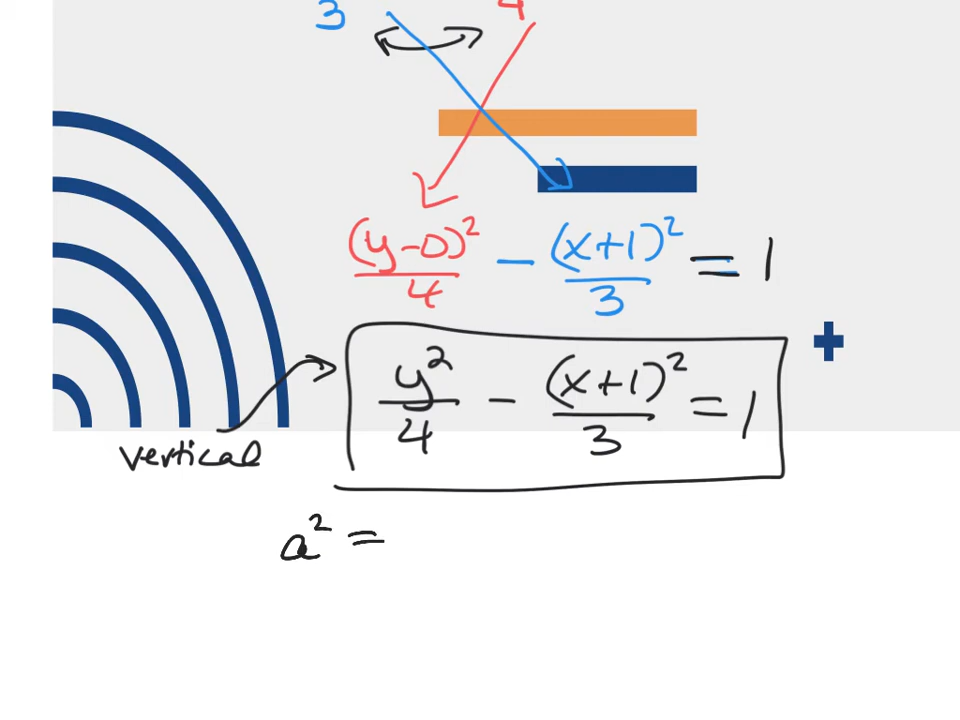 3 4
(y-0)²/4 - (x+1)²/3 = 1
y²/4 - (x+1)²/3 = 1
vertical
a² =